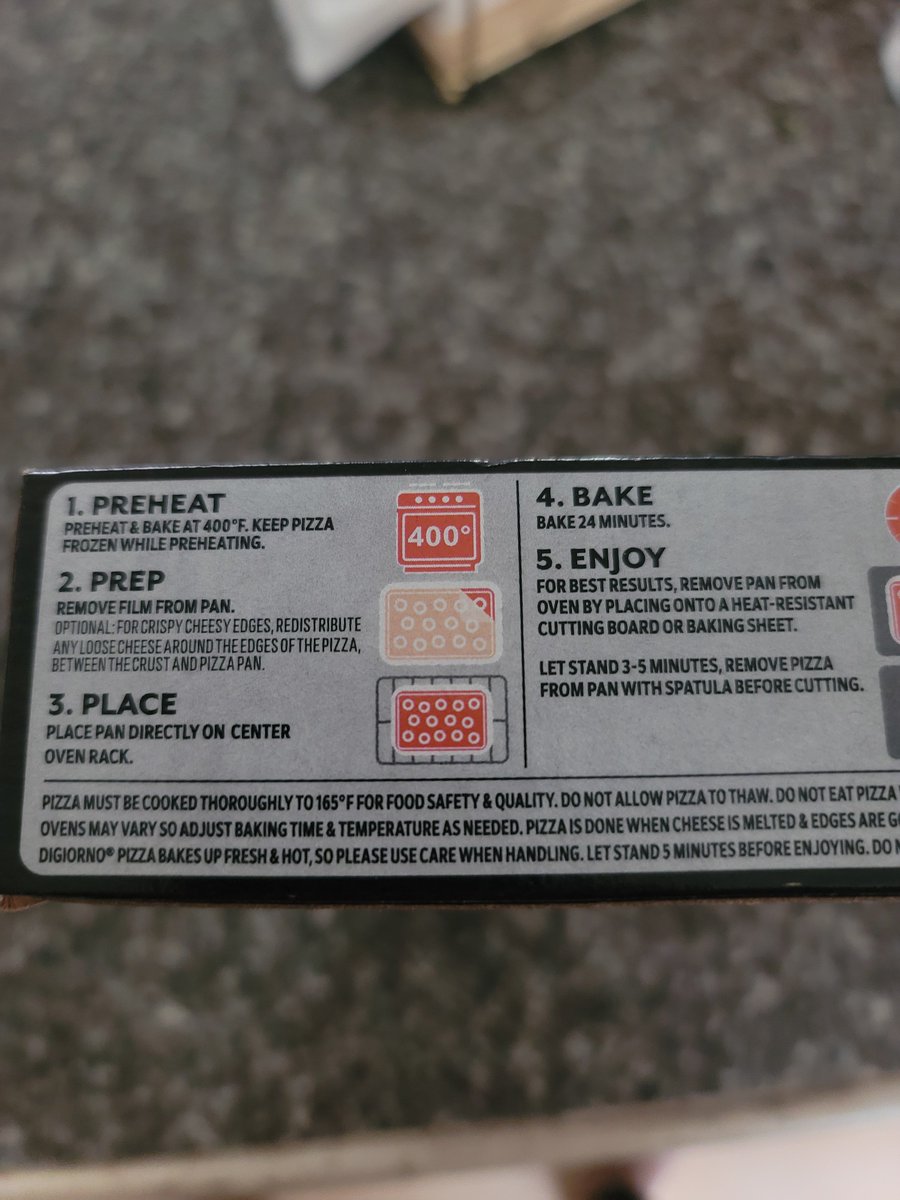 1. PREHEAT
PREHEAT & BAKE AT 400°F. KEEP PIZZA
FROZEN WHILE PREHEATING.
400°
2. PREP
REMOVE FILM FROM PAN.
OPTIONAL: FOR CRISPY CHEESY EDGES, REDISTRIBUTE
ANY LOOSE CHEESE AROUND THE EDGES OF THE PIZZA,
BETWEEN THE CRUST AND PIZZA PAN.
3. PLACE
PLACE PAN DIRECTLY ON CENTER
OVEN RACK.
4. BAKE
BAKE 24 MINUTES.
5. ENJOY
FOR BEST RESULTS, REMOVE PAN FROM
OVEN BY PLACING ONTO A HEAT-RESISTANT
CUTTING BOARD OR BAKING SHEET.
LET STAND 3-5 MINUTES, REMOVE PIZZA
FROM PAN WITH SPATULA BEFORE CUTTING.
PIZZA MUST BE COOKED THOROUGHLY TO 165°F FOR FOOD SAFETY & QUALITY. DO NOT ALLOW PIZZA TO THAW. DO NOT EAT PIZZA
OVENS MAY VARY SO ADJUST BAKING TIME & TEMPERATURE AS NEEDED. PIZZA IS DONE WHEN CHEESE IS MELTED & EDGES ARE
DIGIORNO® PIZZA BAKES UP FRESH & HOT, SO PLEASE USE CARE WHEN HANDLING. LET STAND 5 MINUTES BEFORE ENJOYING. DO